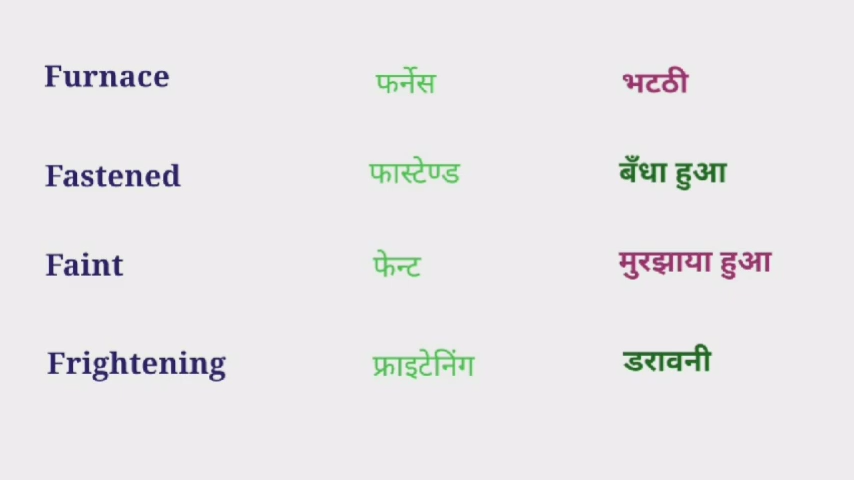 Furnace फर्नेस भटठी
Fastened फास्टेण्ड बँधा हुआ
Faint फेन्ट मुरझाया हुआ
Frightening फ्राइटेनिंग डरावनी